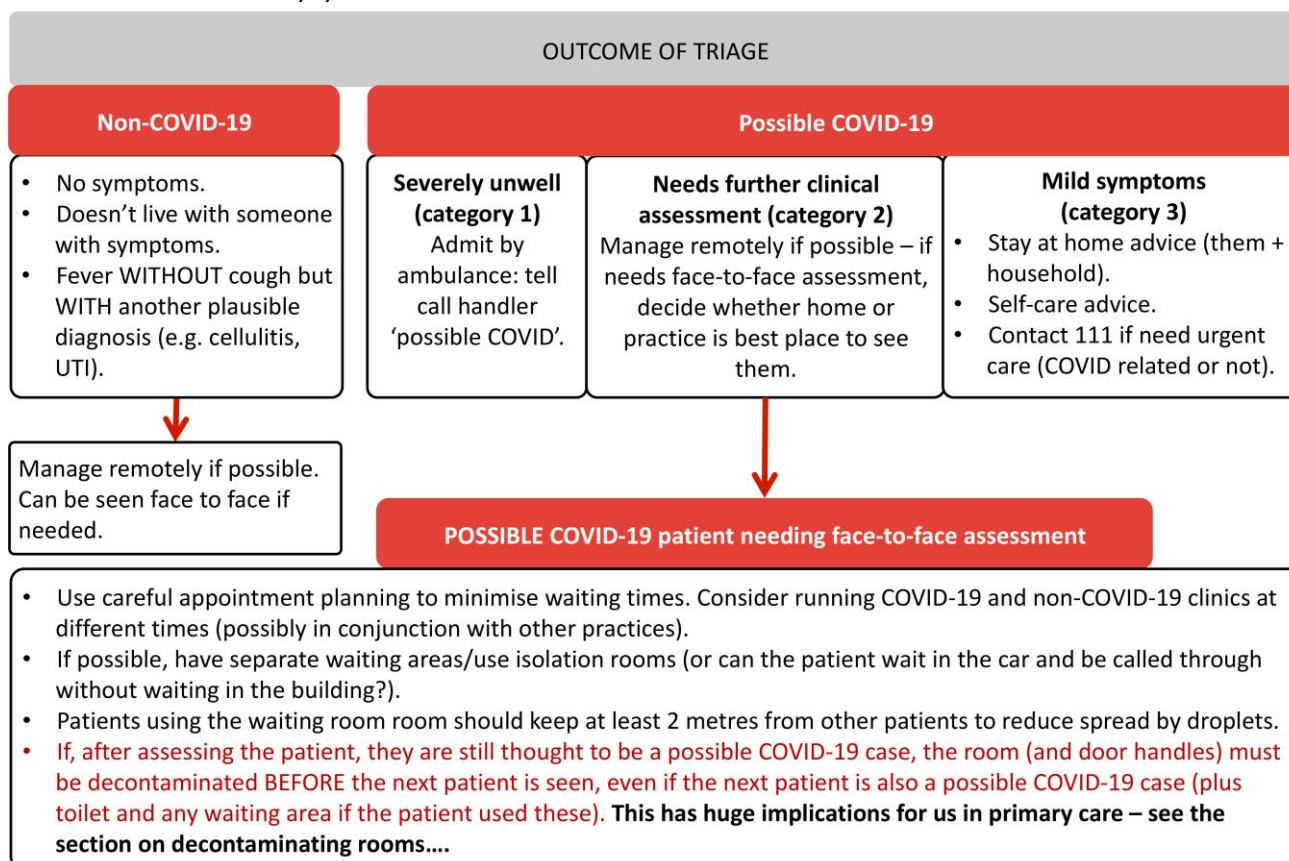 OUTCOME OF TRIAGE
Non-COVID-19
• No symptoms.
• Doesn’t live with someone
with symptoms.
• Fever WITHOUT cough but
WITH another plausible
diagnosis (e.g. cellulitis,
UTI).
Manage remotely if possible.
Can be seen face to face if
needed.
Possible COVID-19
Severely unwell
(category 1)
Admit by
ambulance: tell
call handler
‘possible COVID’.
Needs further clinical
assessment (category 2)
Manage remotely if possible – if
needs face-to-face assessment,
decide whether home or
practice is best place to see
them.
Mild symptoms
(category 3)
• Stay at home advice (them +
household).
• Self-care advice.
• Contact 111 if need urgent
care (COVID related or not).
POSSIBLE COVID-19 patient needing face-to-face assessment
• Use careful appointment planning to minimise waiting times. Consider running COVID-19 and non-COVID-19 clinics at
different times (possibly in conjunction with other practices).
• If possible, have separate waiting areas/use isolation rooms (or can the patient wait in the car and be called through
without waiting in the building?).
• Patients using the waiting room room should keep at least 2 metres from other patients to reduce spread by droplets.
• If, after assessing the patient, they are still thought to be a possible COVID-19 case, the room (and door handles) must
be decontaminated BEFORE the next patient is seen, even if the next patient is also a possible COVID-19 case (plus
toilet and any waiting area if the patient used these). This has huge implications for us in primary care – see the
section on decontaminating rooms....